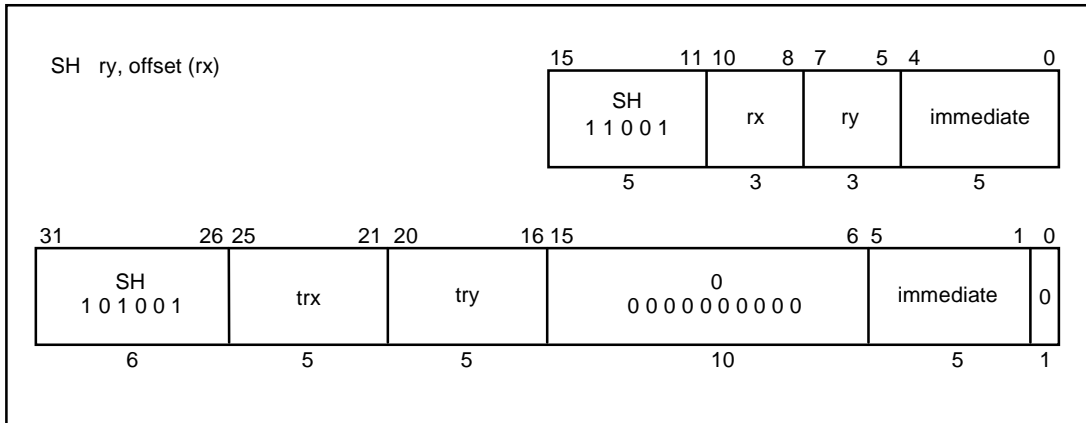 SH ry, offset (rx)
15 11 10 8 7 5 4 0
SH rx ry immediate
1 1 0 0 1
5 3 3 5
31 26 25 21 20 16 15 6 5 1 0
SH trx try 0 immediate 0
1 0 1 0 0 1 0 0 0 0 0 0 0 0 0 0
6 5 5 10 5 1